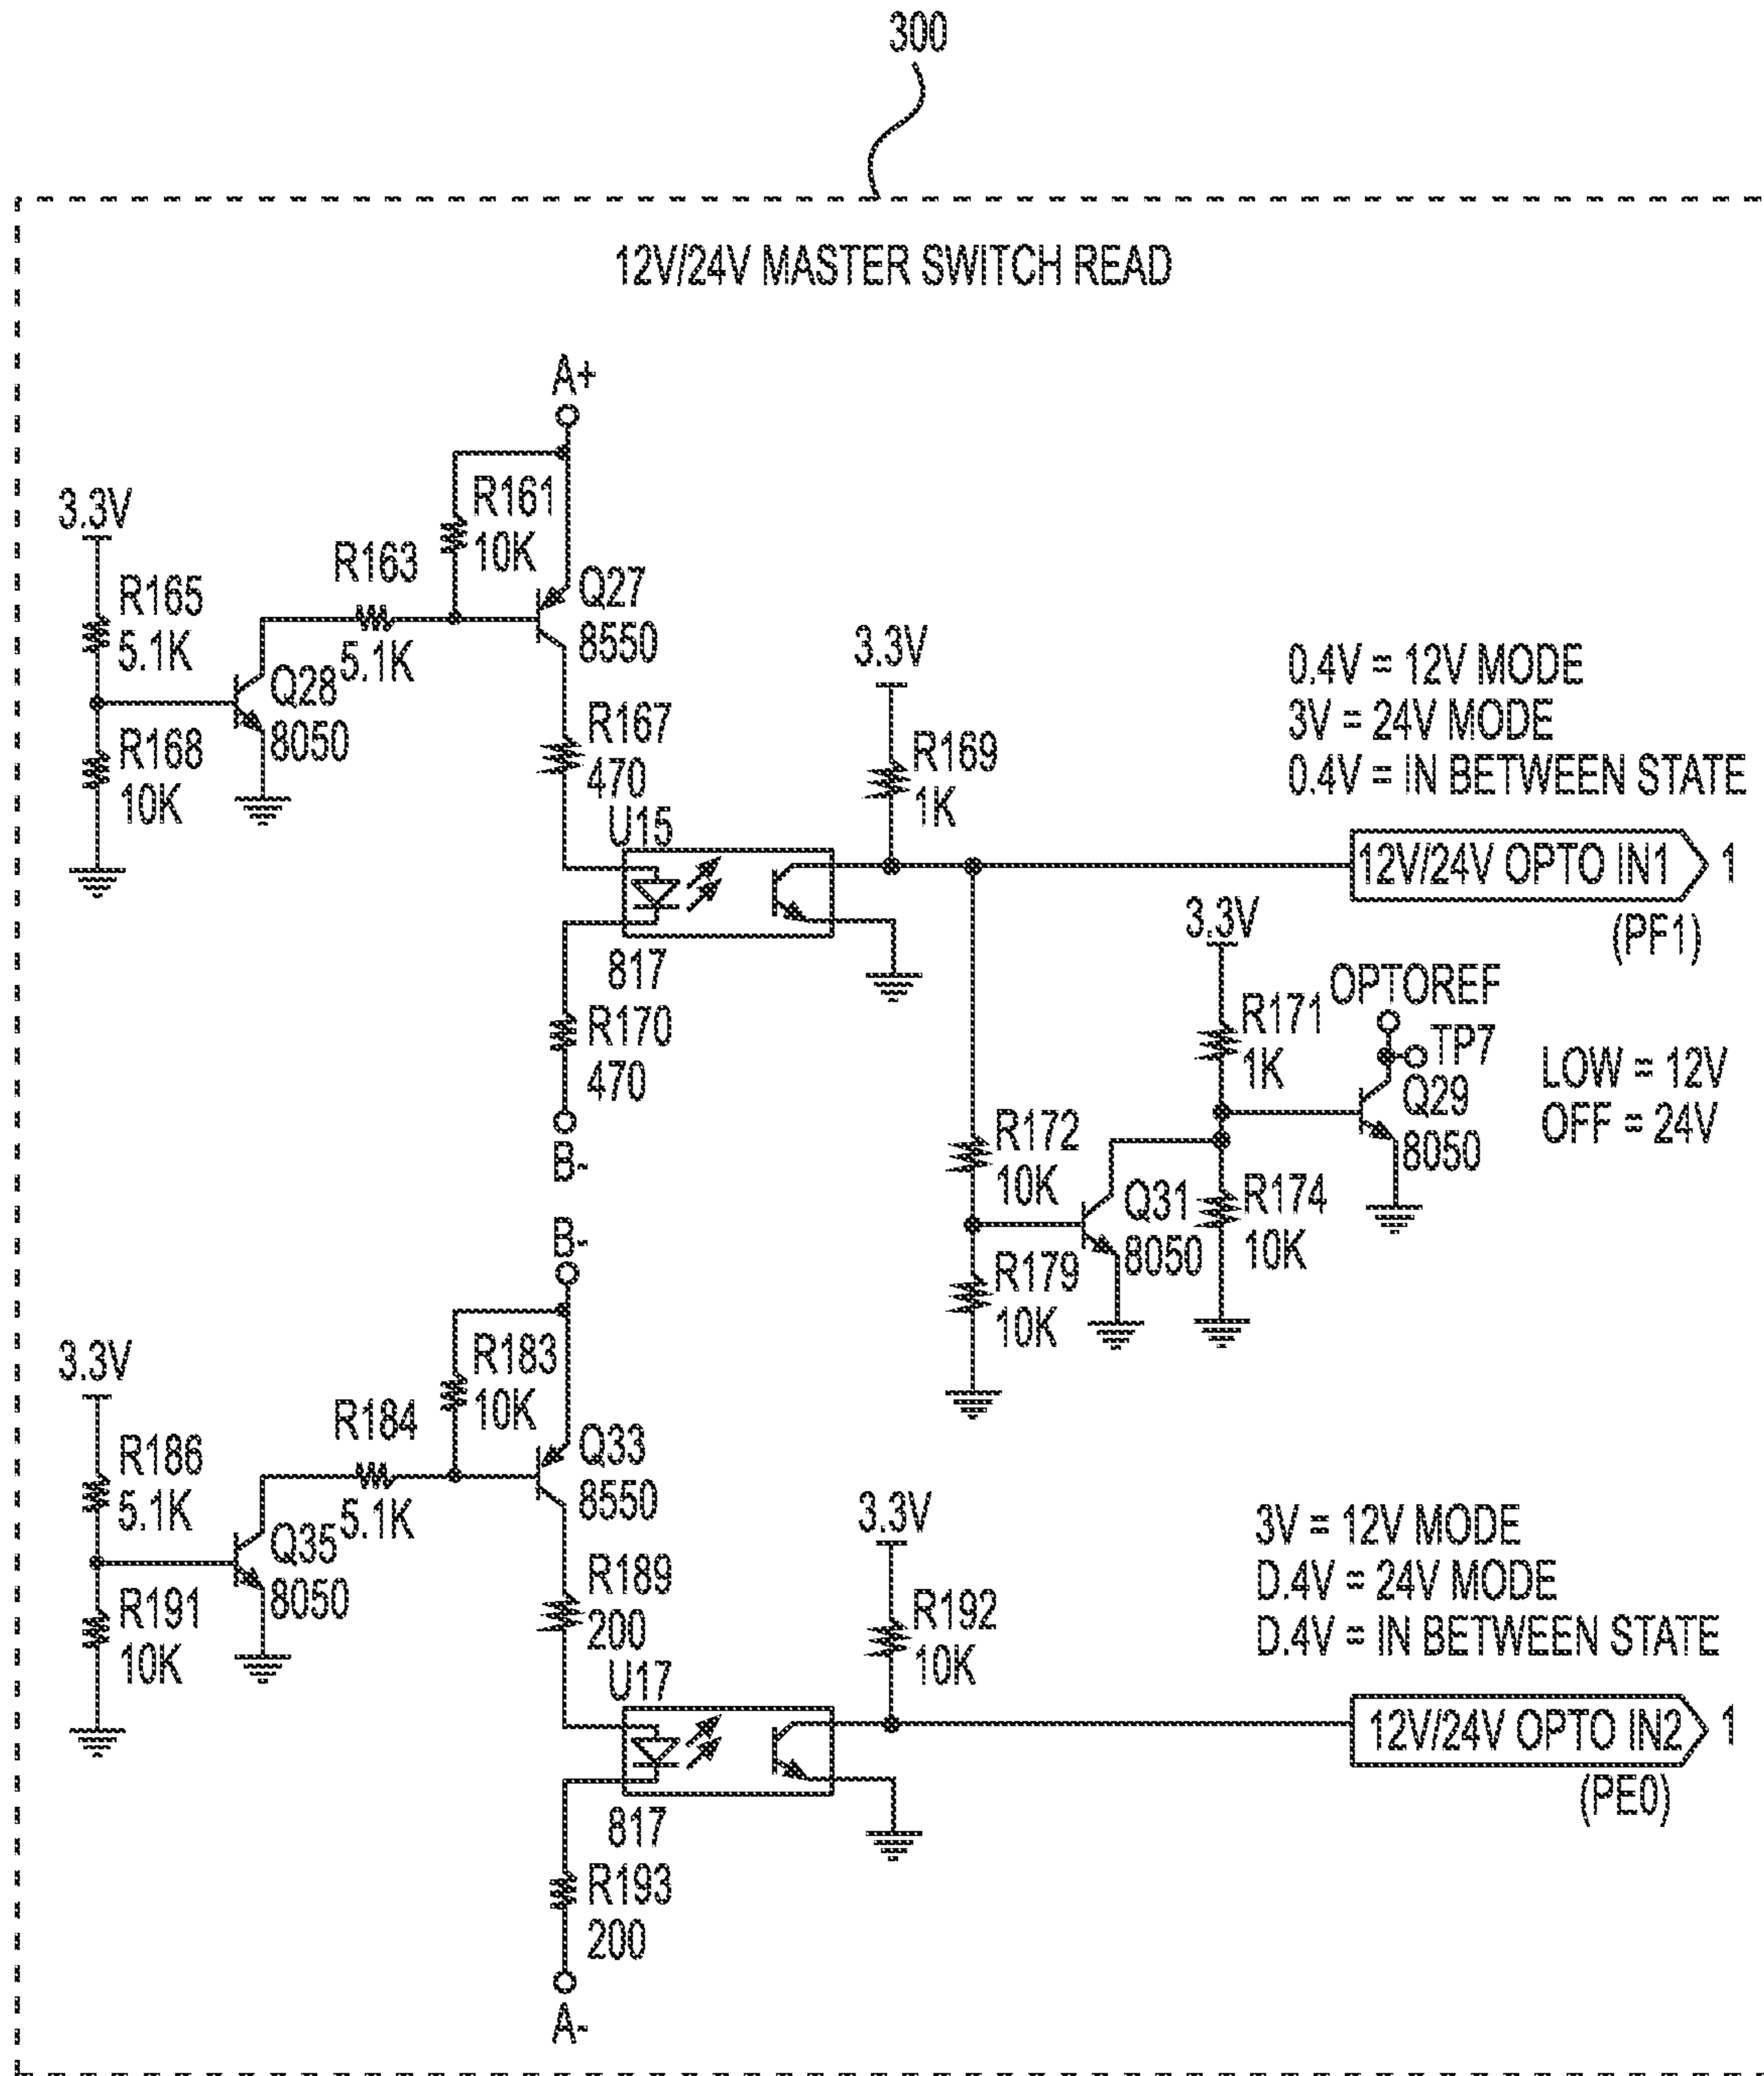 300
12V/24V MASTER SWITCH READ
A+
R161
10K
3.3V
R163
5.1K
R165
5.1K
Q27
8550
Q28
8050
R168
10K
R167
470
3.3V
R169
1K
0.4V = 12V MODE
3V = 24V MODE
0.4V = IN BETWEEN STATE
U15
817
12V/24V OPTO IN1
1
(PF1)
R170
470
B-
3.3V
R171
1K
OPTOREF
TP7
Q29
8050
LOW = 12V
OFF = 24V
R172
10K
Q31
8050
R174
10K
R179
10K
B-
R183
10K
3.3V
R184
5.1K
R186
5.1K
Q33
8550
Q35
8050
R191
10K
R189
200
3.3V
R192
10K
3V = 12V MODE
D.4V = 24V MODE
D.4V = IN BETWEEN STATE
U17
817
12V/24V OPTO IN2
1
(PE0)
R193
200
A-